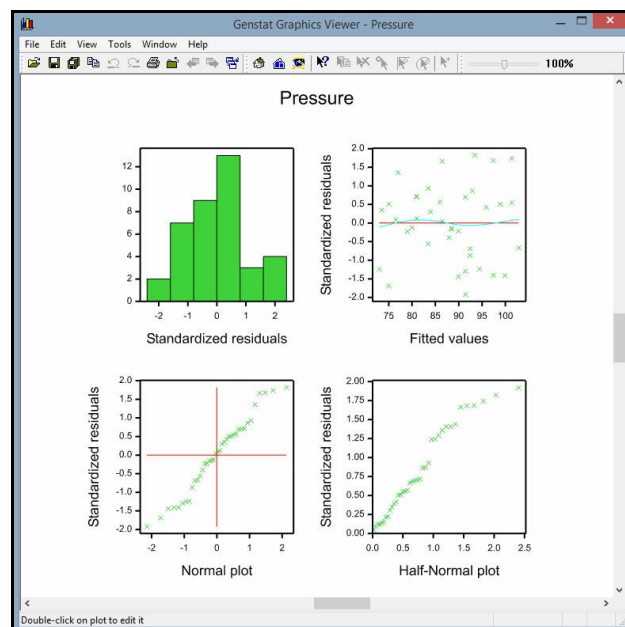 Genstat Graphics Viewer - Pressure
File Edit View Tools Window Help
100%
Pressure
12
10
8
6
4
2
0
-2 -1 0 1 2
Standardized residuals
Standardized residuals
2.0
1.5
1.0
0.5
0.0
-0.5
-1.0
-1.5
-2.0
75 80 85 90 95 100
Fitted values
Standardized residuals
2.0
1.5
1.0
0.5
0.0
-0.5
-1.0
-1.5
-2.0
-2 -1 0 1 2
Normal plot
Standardized residuals
2.00
1.75
1.50
1.25
1.00
0.75
0.50
0.25
0.00
0.0 0.5 1.0 1.5 2.0 2.5
Half-Normal plot
Double-click on plot to edit it